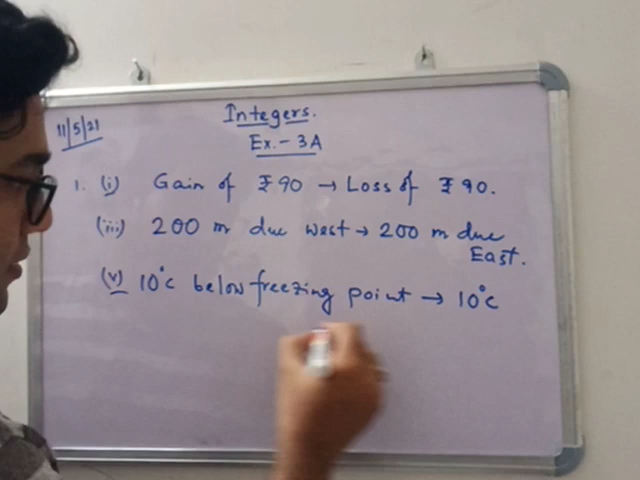 11/5/21
Integers.
Ex. - 3A
1. (i) Gain of ₹90 → Loss of ₹90.
(iii) 200 m due west → 200 m due
East.
(v) 10°c below freezing point → 10°c